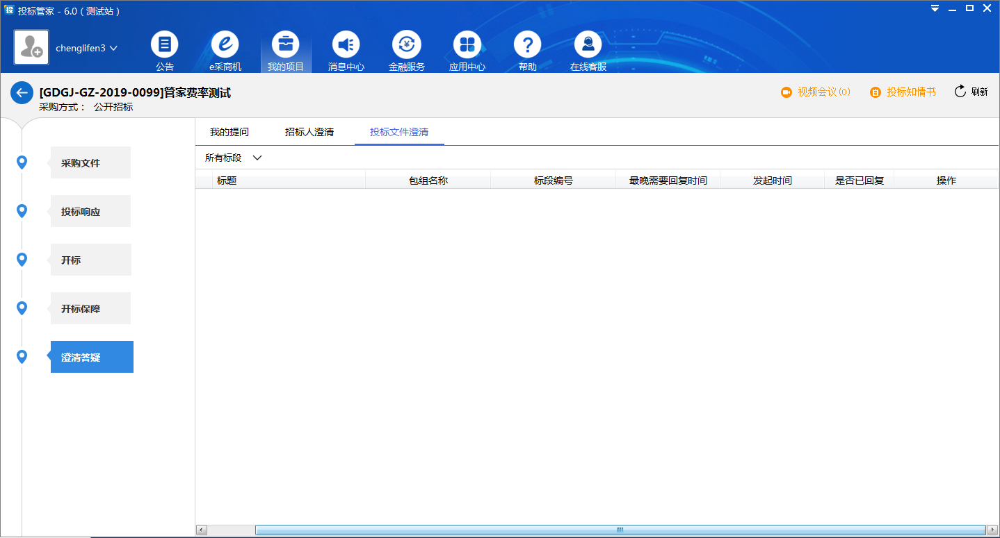 投标管家 - 6.0 ( 测试站 )
chenglifen3
公告
e采商机
我的项目
消息中心
金融服务
应用中心
帮助
在线客服
[GDGJ-GZ-2019-0099]管家费率测试
采购方式： 公开招标
视频会议(0)
投标知情书
刷新
采购文件
投标响应
开标
开标保障
澄清答疑
我的提问
招标人澄清
投标文件澄清
所有标段
标题
包组名称
标段编号
最晚需要回复时间
发起时间
是否已回复
操作